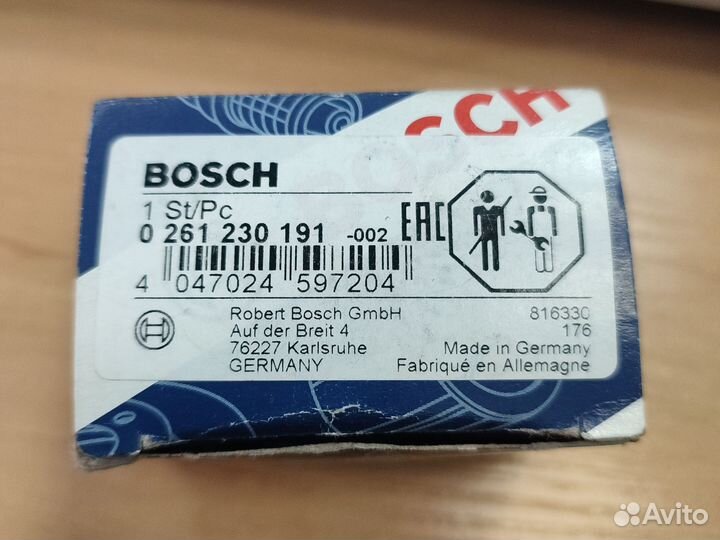 BOSCH
BOSCH
1 St/Pc
0 261 230 191 -002
EAC
4 047024 597204
Robert Bosch GmbH 816330
Auf der Breit 4 176
76227 Karlsruhe Made in Germany
GERMANY Fabriqué en Allemagne
Avito